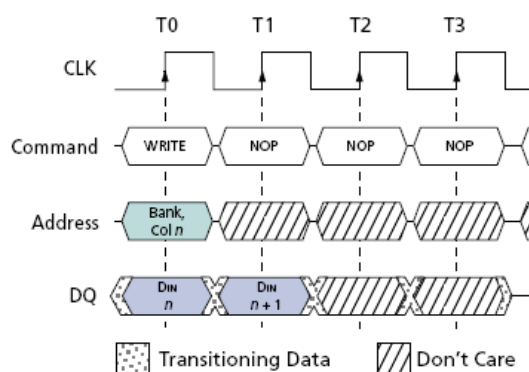 T0 T1 T2 T3
CLK
Command WRITE NOP NOP NOP
Address Bank,
Col n
DQ DIN DIN
n n + 1
Transitioning Data Don't Care